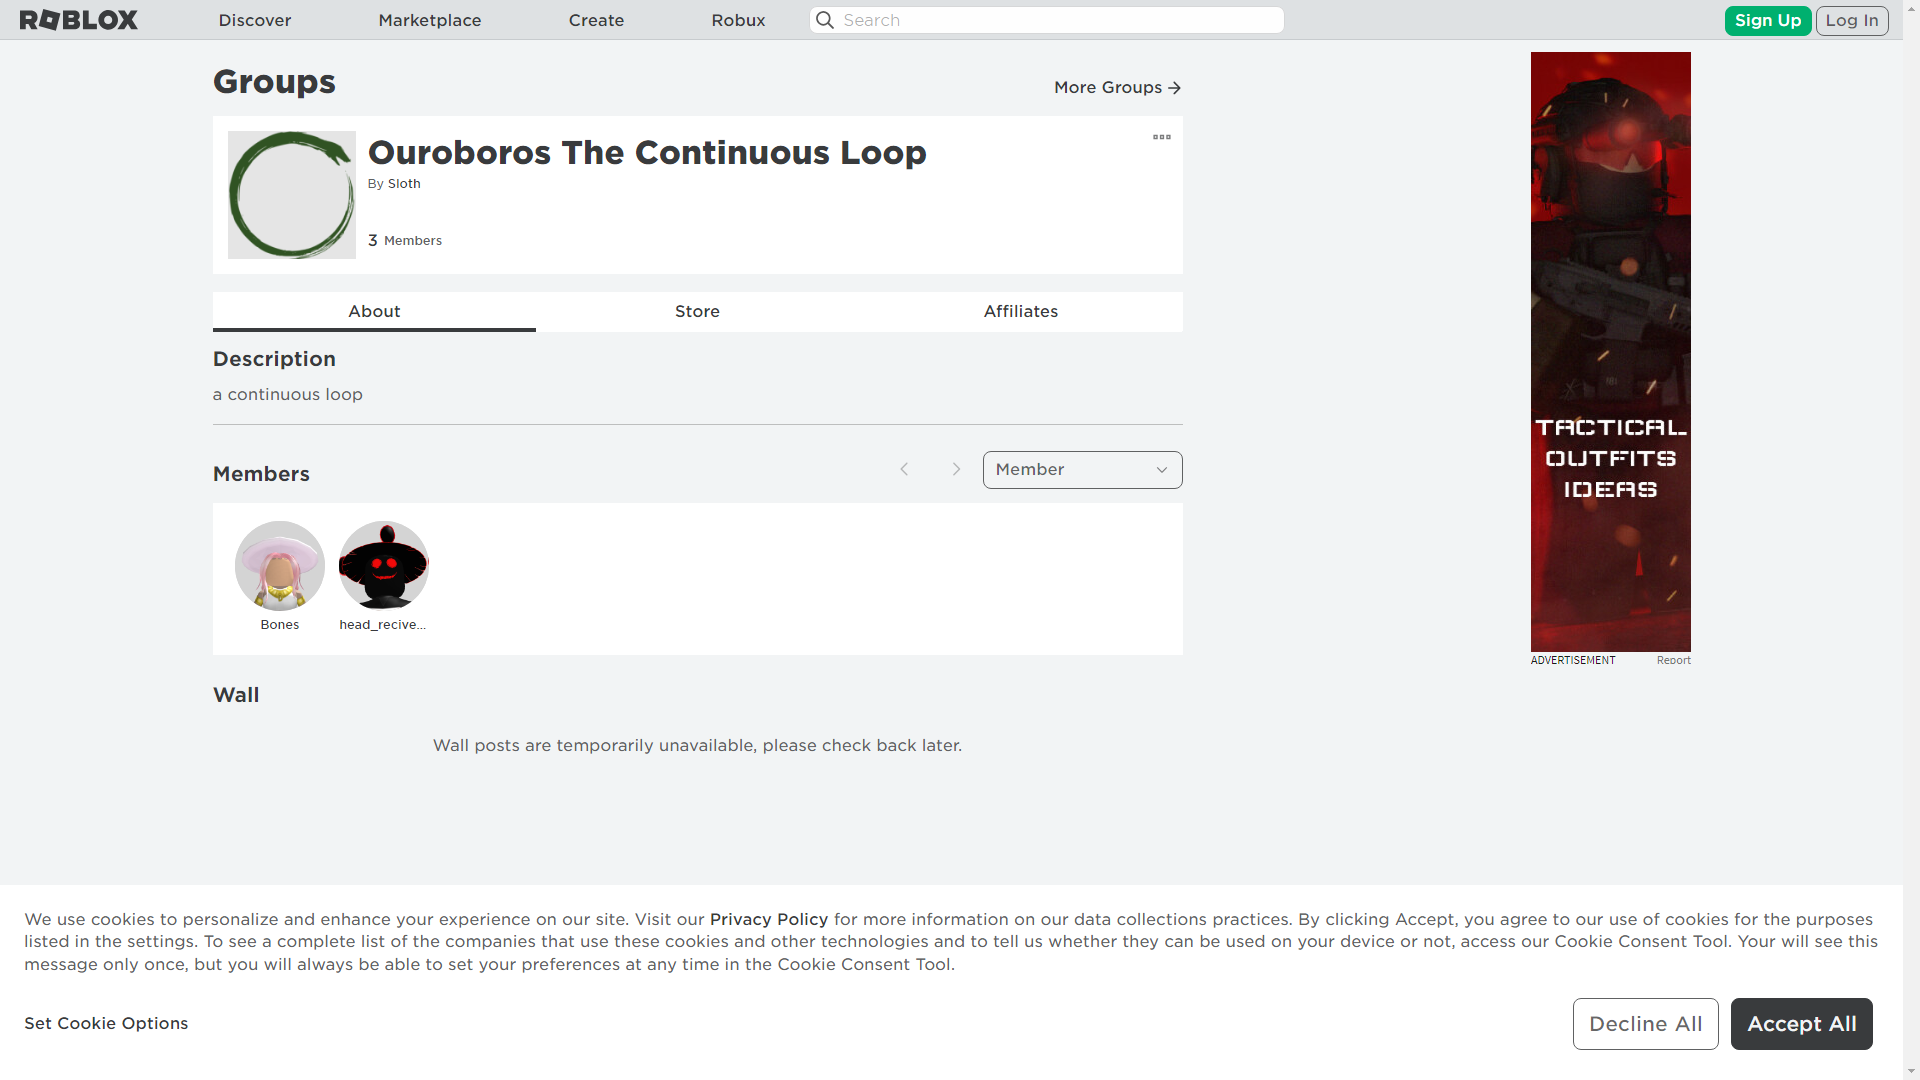 ROBLOX
Discover
Marketplace
Create
Robux
Search
Sign Up
Log In
Groups
More Groups
Ouroboros The Continuous Loop
By Sloth
3 Members
About
Store
Affiliates
Description
a continuous loop
Members
Member
Bones
head_recive...
Wall
Wall posts are temporarily unavailable, please check back later.
TACTICAL
OUTFITS
IDEAS
ADVERTISEMENT
Report
We use cookies to personalize and enhance your experience on our site. Visit our Privacy Policy for more information on our data collections practices. By clicking Accept, you agree to our use of cookies for the purposes
listed in the settings. To see a complete list of the companies that use these cookies and other technologies and to tell us whether they can be used on your device or not, access our Cookie Consent Tool. Your will see this
message only once, but you will always be able to set your preferences at any time in the Cookie Consent Tool.
Set Cookie Options
Decline All
Accept All